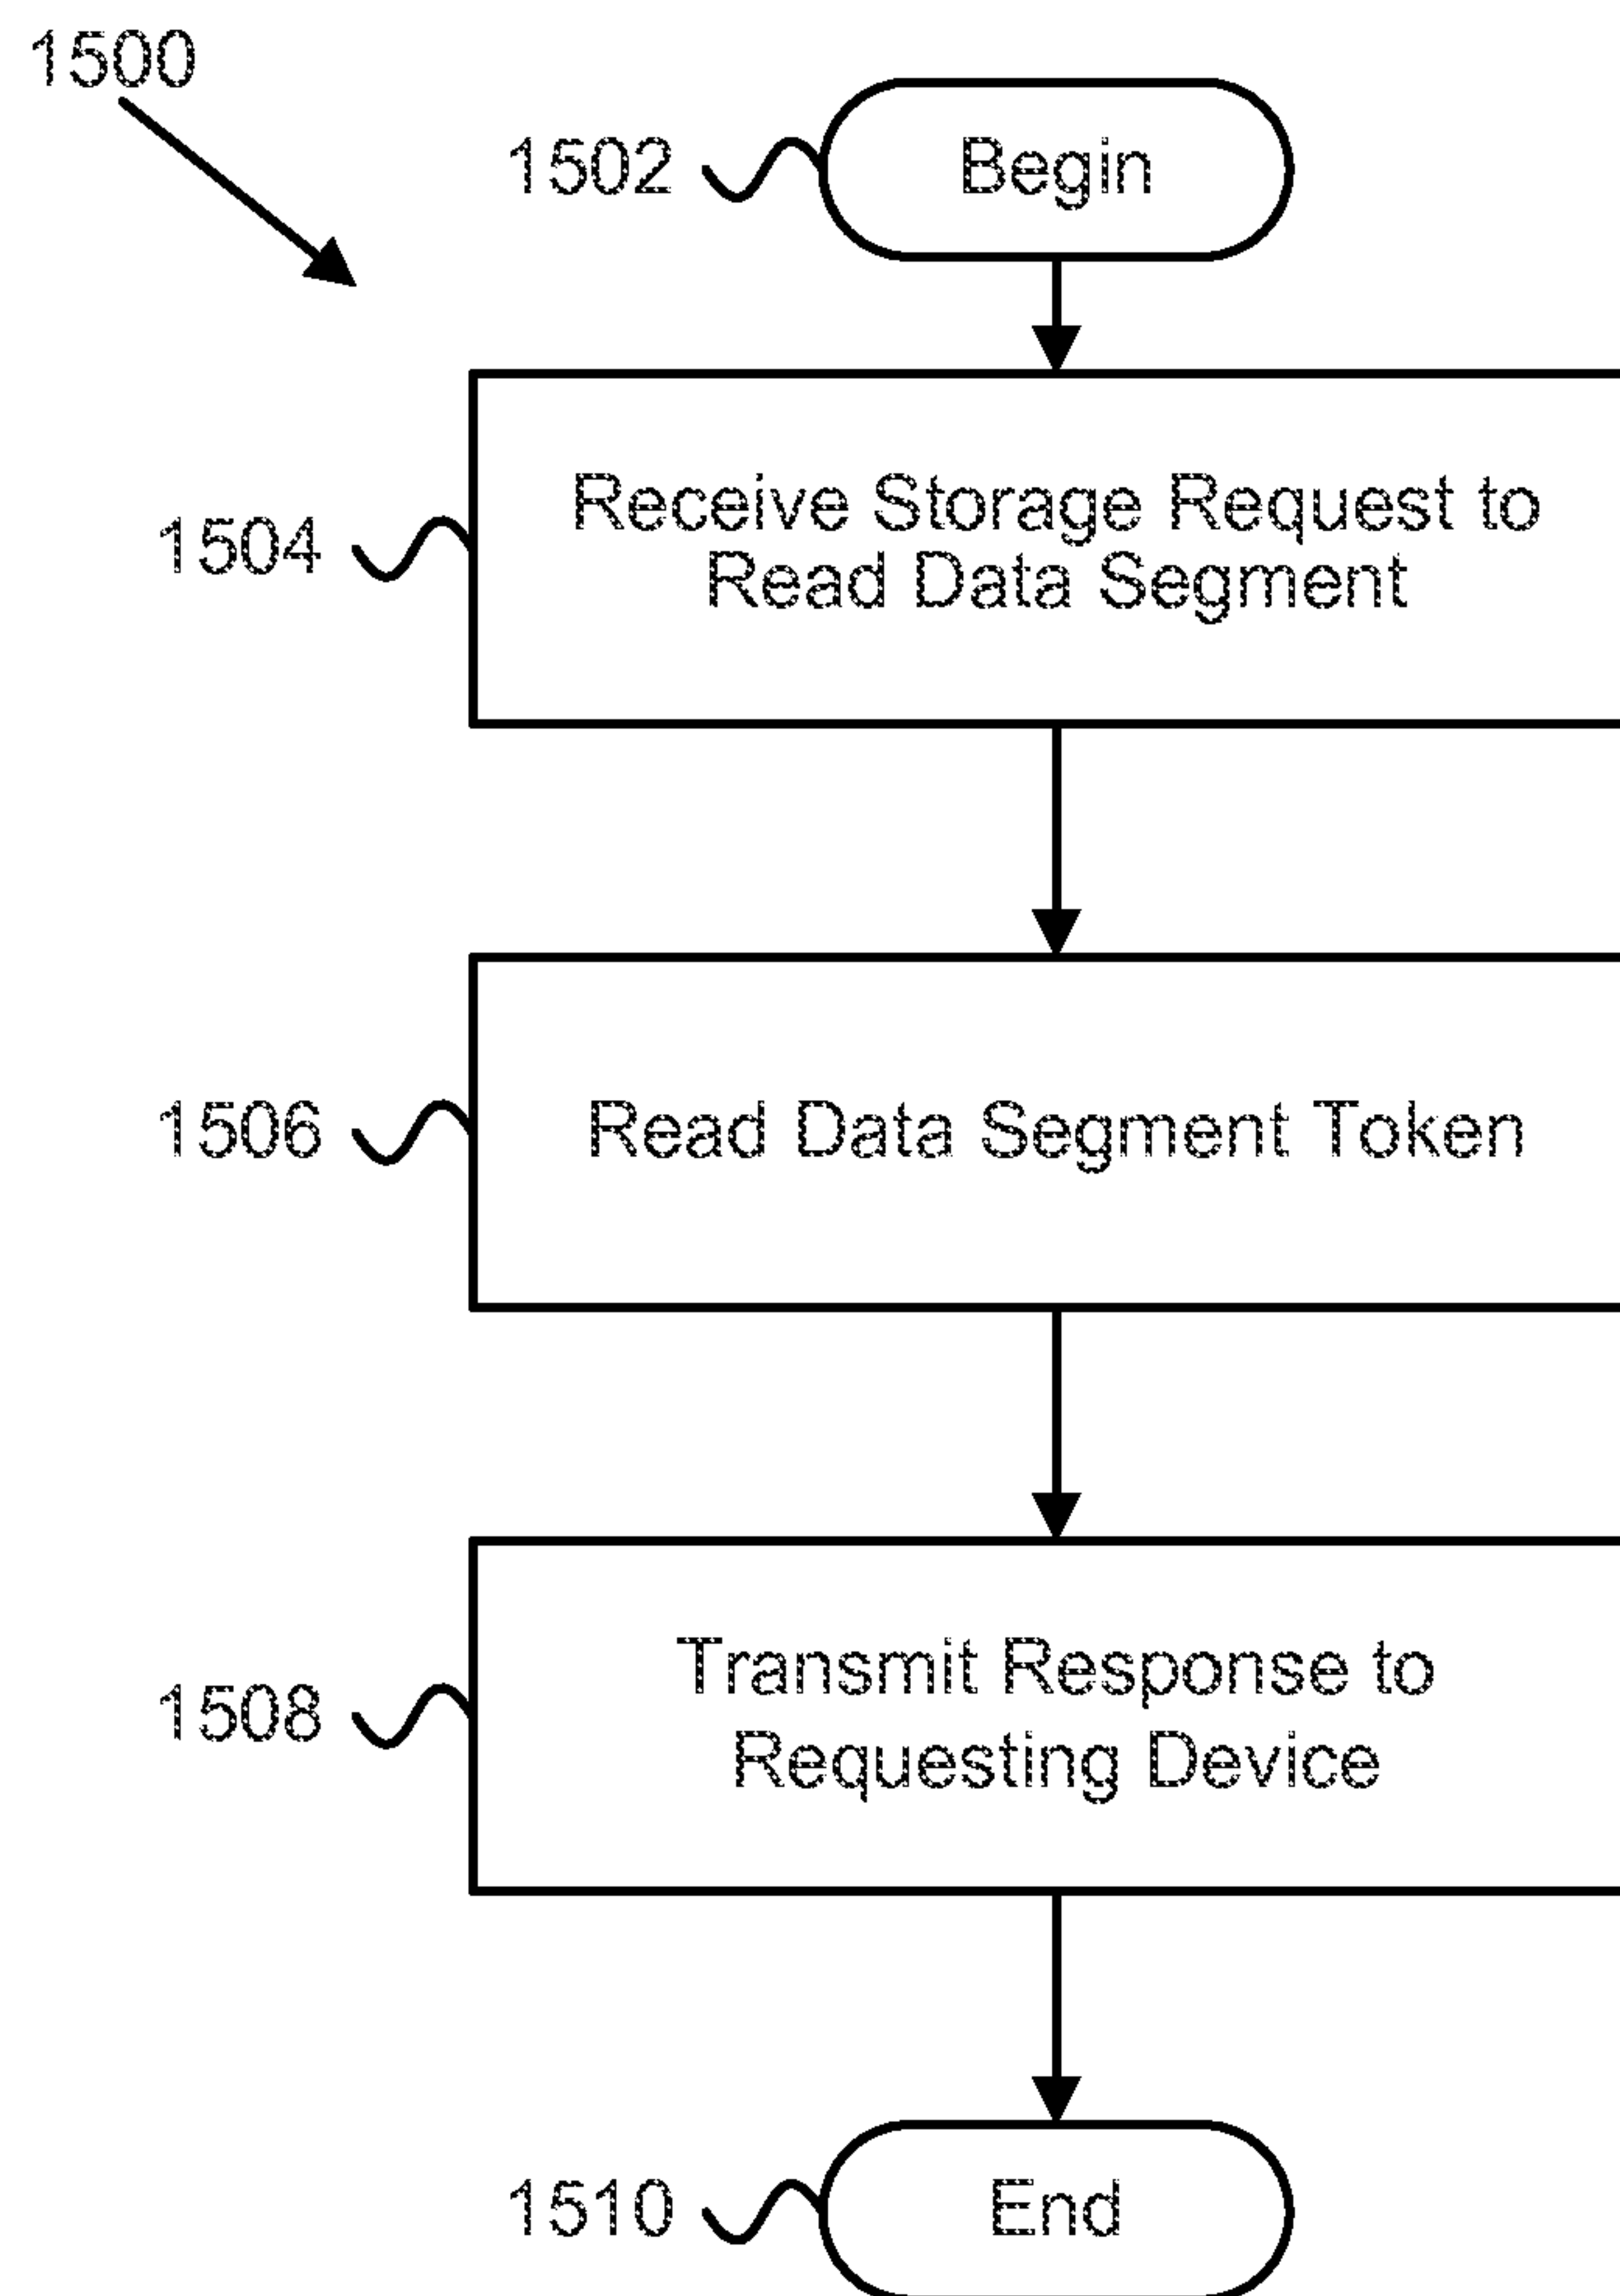 1500
1502
Begin
1504
Receive Storage Request to
Read Data Segment
1506
Read Data Segment Token
1508
Transmit Response to
Requesting Device
1510
End